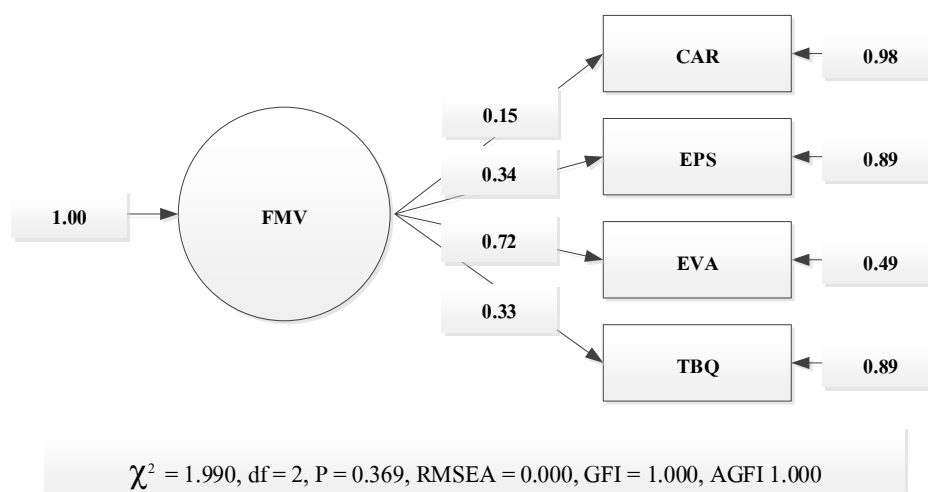 CAR
0.98
0.15
EPS
0.89
0.34
1.00
FMV
0.72
EVA
0.49
0.33
TBQ
0.89
χ² = 1.990, df = 2, P = 0.369, RMSEA = 0.000, GFI = 1.000, AGFI 1.000